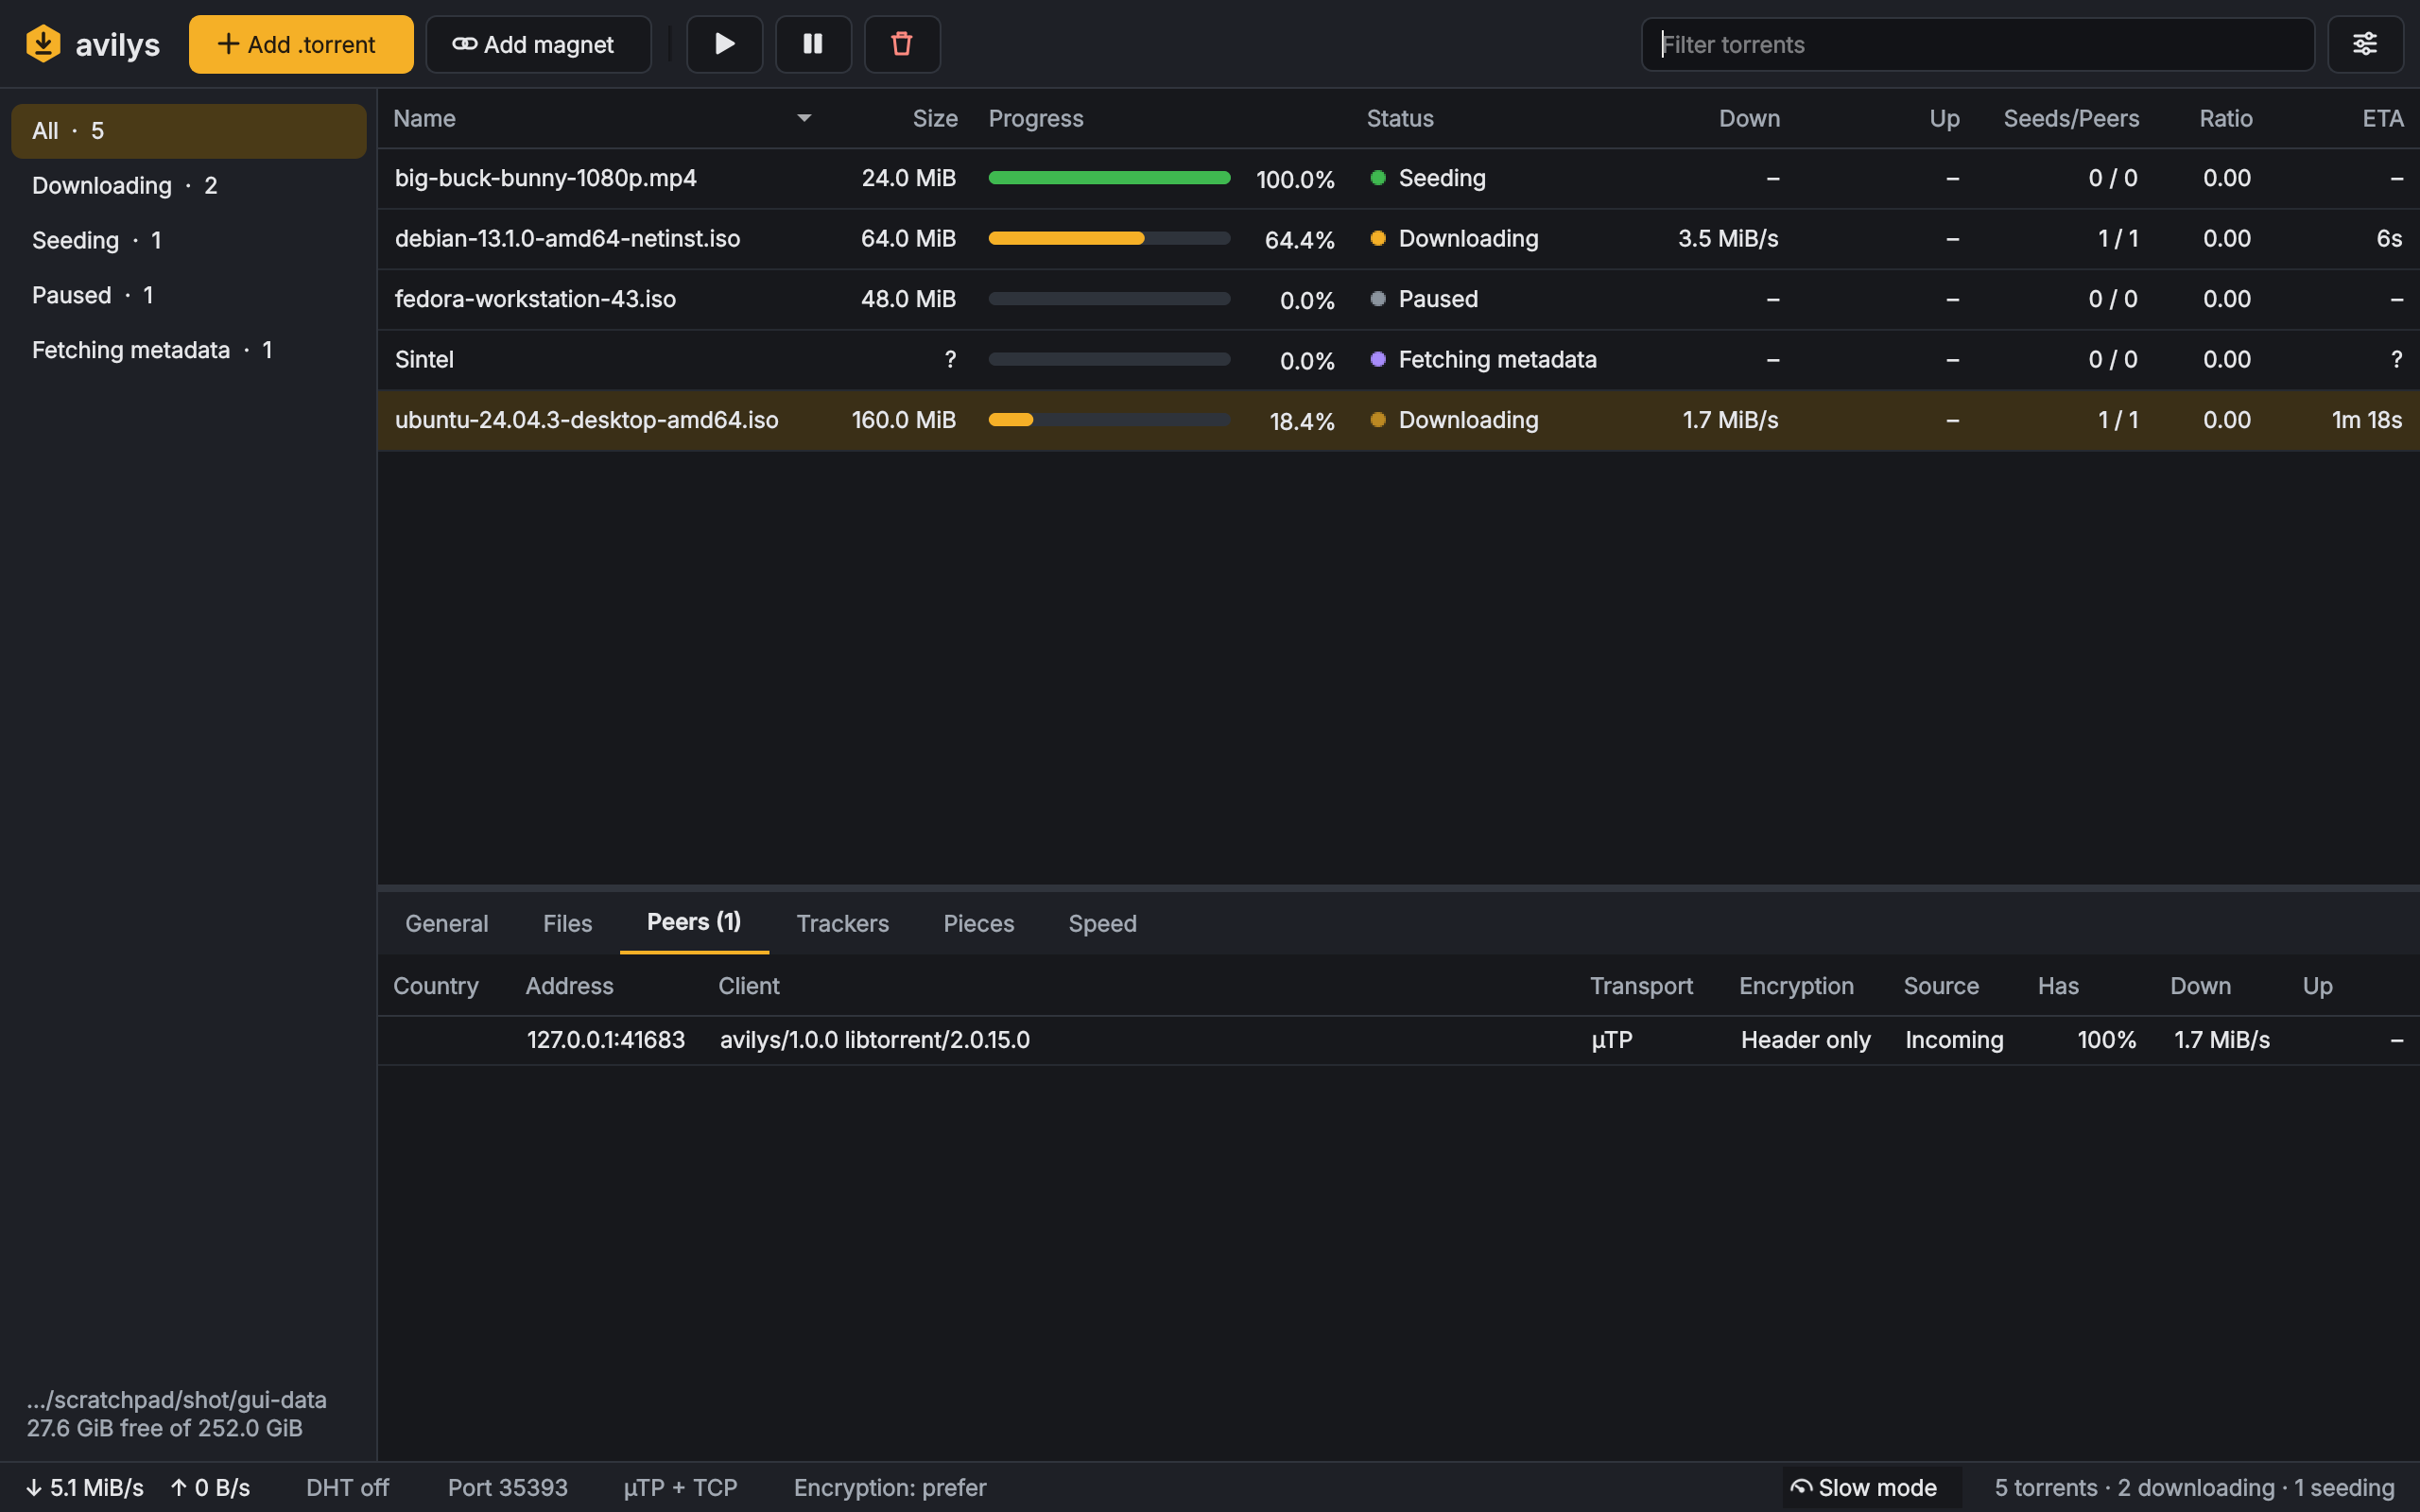 avilys Add .torrent Add magnet Filter torrents
All · 5
Downloading · 2
Seeding · 1
Paused · 1
Fetching metadata · 1
Name Size Progress Status Down Up Seeds/Peers Ratio ETA
big-buck-bunny-1080p.mp4 24.0 MiB 100.0% Seeding – – 0 / 0 0.00 –
debian-13.1.0-amd64-netinst.iso 64.0 MiB 64.4% Downloading 3.5 MiB/s – 1 / 1 0.00 6s
fedora-workstation-43.iso 48.0 MiB 0.0% Paused – – 0 / 0 0.00 –
Sintel ? 0.0% Fetching metadata – – 0 / 0 0.00 ?
ubuntu-24.04.3-desktop-amd64.iso 160.0 MiB 18.4% Downloading 1.7 MiB/s – 1 / 1 0.00 1m 18s
General Files Peers (1) Trackers Pieces Speed
Country Address Client Transport Encryption Source Has Down Up
127.0.0.1:41683 avilys/1.0.0 libtorrent/2.0.15.0 µTP Header only Incoming 100% 1.7 MiB/s –
.../scratchpad/shot/gui-data
27.6 GiB free of 252.0 GiB
↓ 5.1 MiB/s ↑ 0 B/s DHT off Port 35393 µTP + TCP Encryption: prefer Slow mode 5 torrents · 2 downloading · 1 seeding